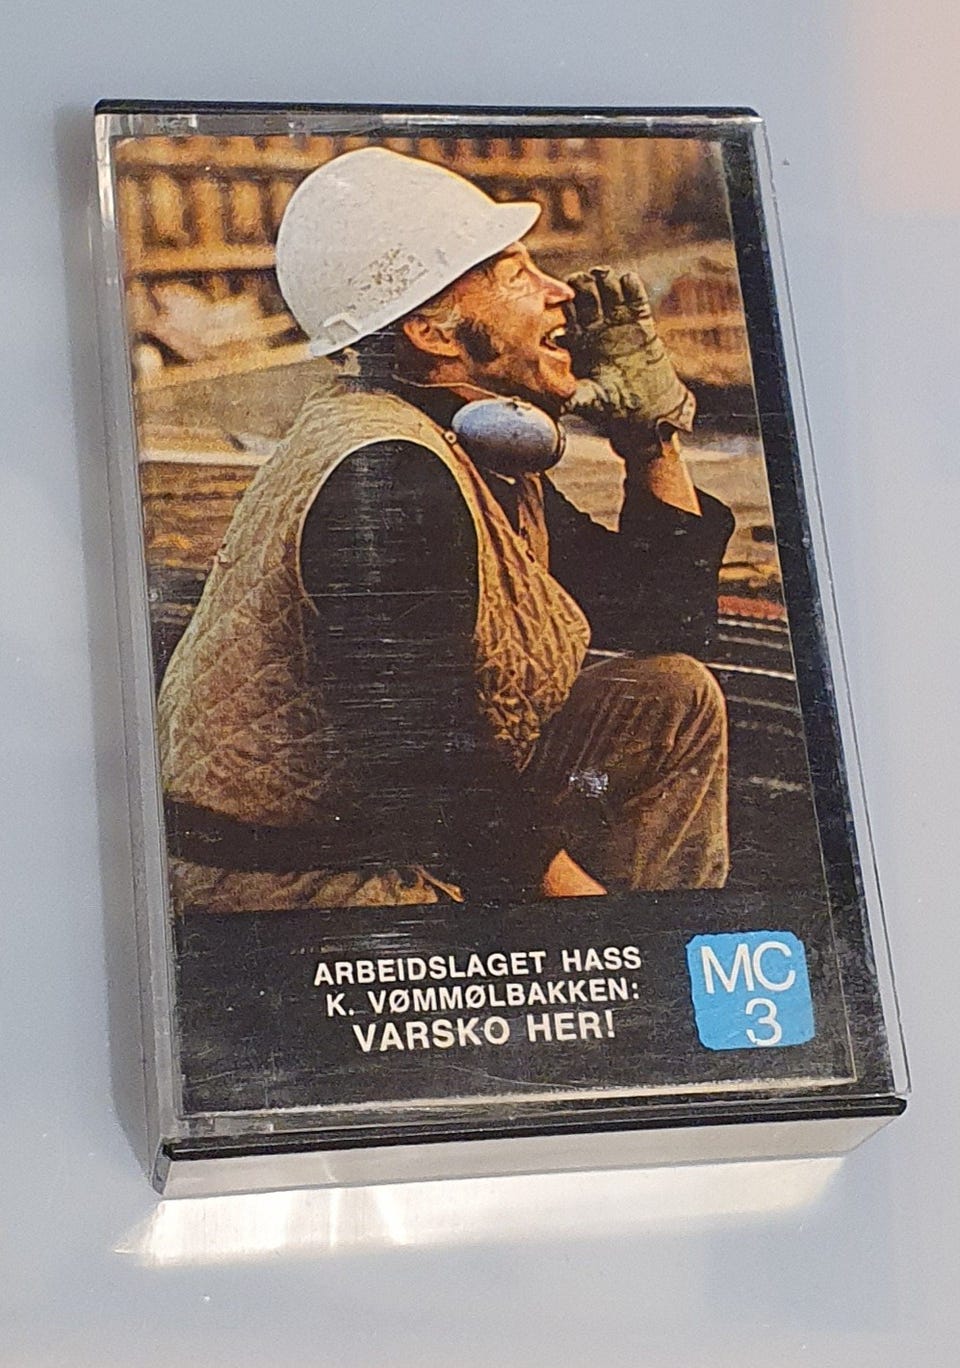 ARBEIDSLAGET HASS
K. VØMMØLBAKKEN:
VARSKO HER!
MC
3